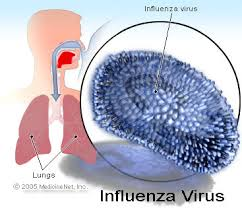 Influenza virus
Lungs
© 2005 MedicineNet, Inc.
Influenza Virus